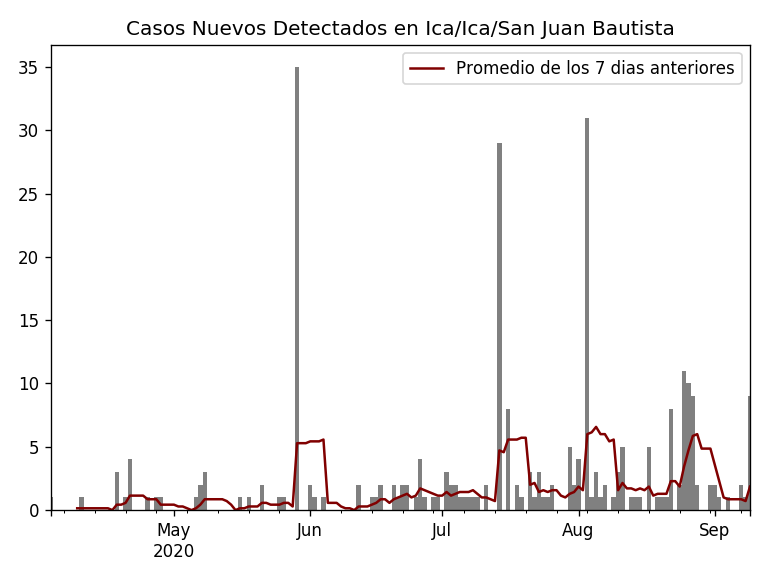 Casos Nuevos Detectados en Ica/Ica/San Juan Bautista
Promedio de los 7 dias anteriores
35
30
25
20
15
10
5
0
May
2020
Jun
Jul
Aug
Sep